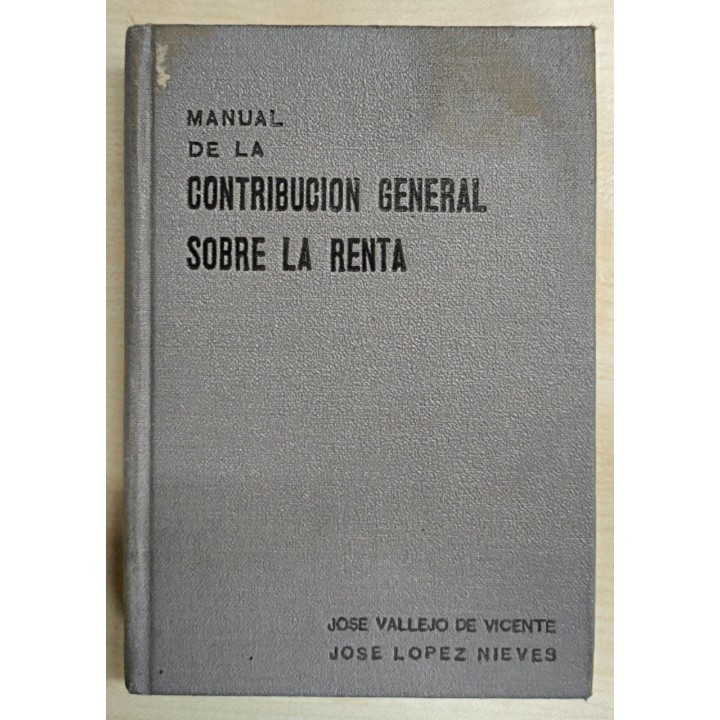 MANUAL
DE LA
CONTRIBUCION GENERAL
SOBRE LA RENTA
JOSE VALLEJO DE VICENTE
JOSE LOPEZ NIEVES